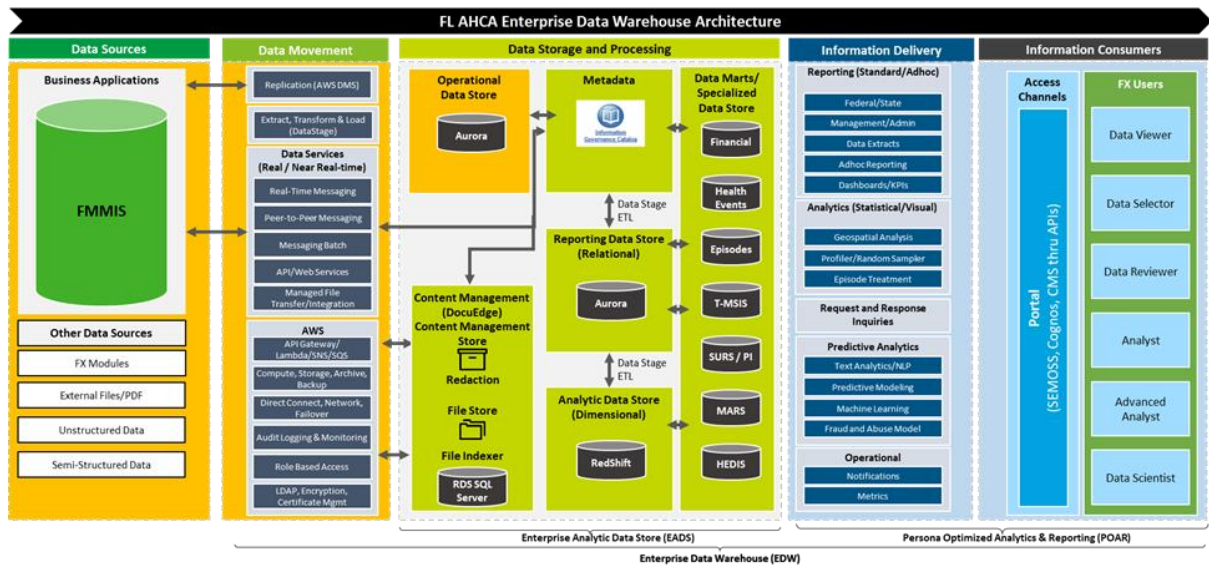 FL AHCA Enterprise Data Warehouse Architecture
Data Sources
Business Applications
FMMIS
Other Data Sources
FX Modules
External Files/PDF
Unstructured Data
Semi-Structured Data
Data Movement
Replication (AWS DMS)
Extract, Transform & Load
(DataStage)
Data Services
(Real / Near Real-time)
Real-Time Messaging
Peer-to-Peer Messaging
Messaging Batch
API/Web Services
Managed File
Transfer/Integration
AWS
API Gateway/
Lambda/SNS/SQS
Compute, Storage, Archive,
Backup
Direct Connect, Network,
Failover
Audit Logging & Monitoring
Role Based Access
LDAP, Encryption,
Certificate Mgmt
Data Storage and Processing
Operational
Data Store
Aurora
Content Management
(DocuEdge)
Content Management
Store
Redaction
File Store
File Indexer
RDS SQL
Server
Metadata
Information
Governance Catalog
Data Stage
ETL
Reporting Data Store
(Relational)
Aurora
Data Stage
ETL
Analytic Data Store
(Dimensional)
RedShift
Data Marts/
Specialized
Data Store
Financial
Health
Events
Episodes
T-MSIS
SURS / PI
MARS
HEDIS
Information Delivery
Reporting (Standard/Adhoc)
Federal/State
Management/Admin
Data Extracts
Adhoc Reporting
Dashboards/KPIs
Analytics (Statistical/Visual)
Geospatial Analysis
Profiler/Random Sampler
Episode Treatment
Request and Response
Inquiries
Predictive Analytics
Text Analytics/NLP
Predictive Modeling
Machine Learning
Fraud and Abuse Model
Operational
Notifications
Metrics
Information Consumers
Access
Channels
Portal
(SEMOSS, Cognos, CMS thru APIs)
FX Users
Data Viewer
Data Selector
Data Reviewer
Analyst
Advanced
Analyst
Data Scientist
Enterprise Analytic Data Store (EADS)
Persona Optimized Analytics & Reporting (POAR)
Enterprise Data Warehouse (EDW)